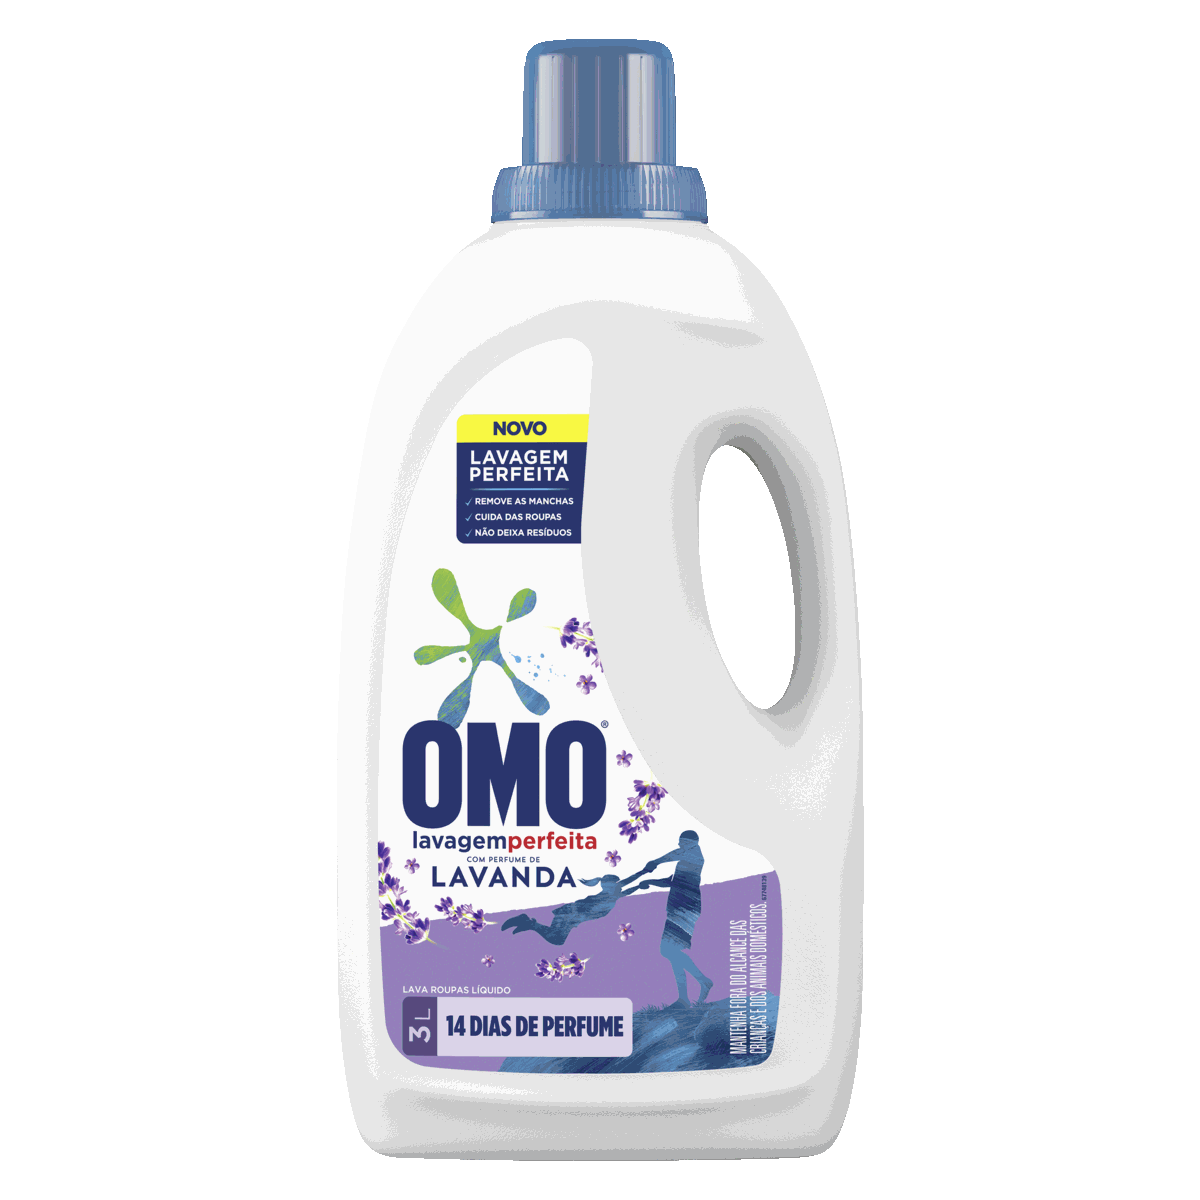 NOVO
LAVAGEM
PERFEITA
REMOVE AS MANCHAS
CUIDA DAS ROUPAS
NÃO DEIXA RESÍDUOS
OMO®
lavagemperfeita
COM PERFUME DE
LAVANDA
LAVA ROUPAS LÍQUIDO
3L
14 DIAS DE PERFUME
MANTENHA FORA DO ALCANCE DAS
CRIANÇAS E DOS ANIMAIS DOMÉSTICOS.